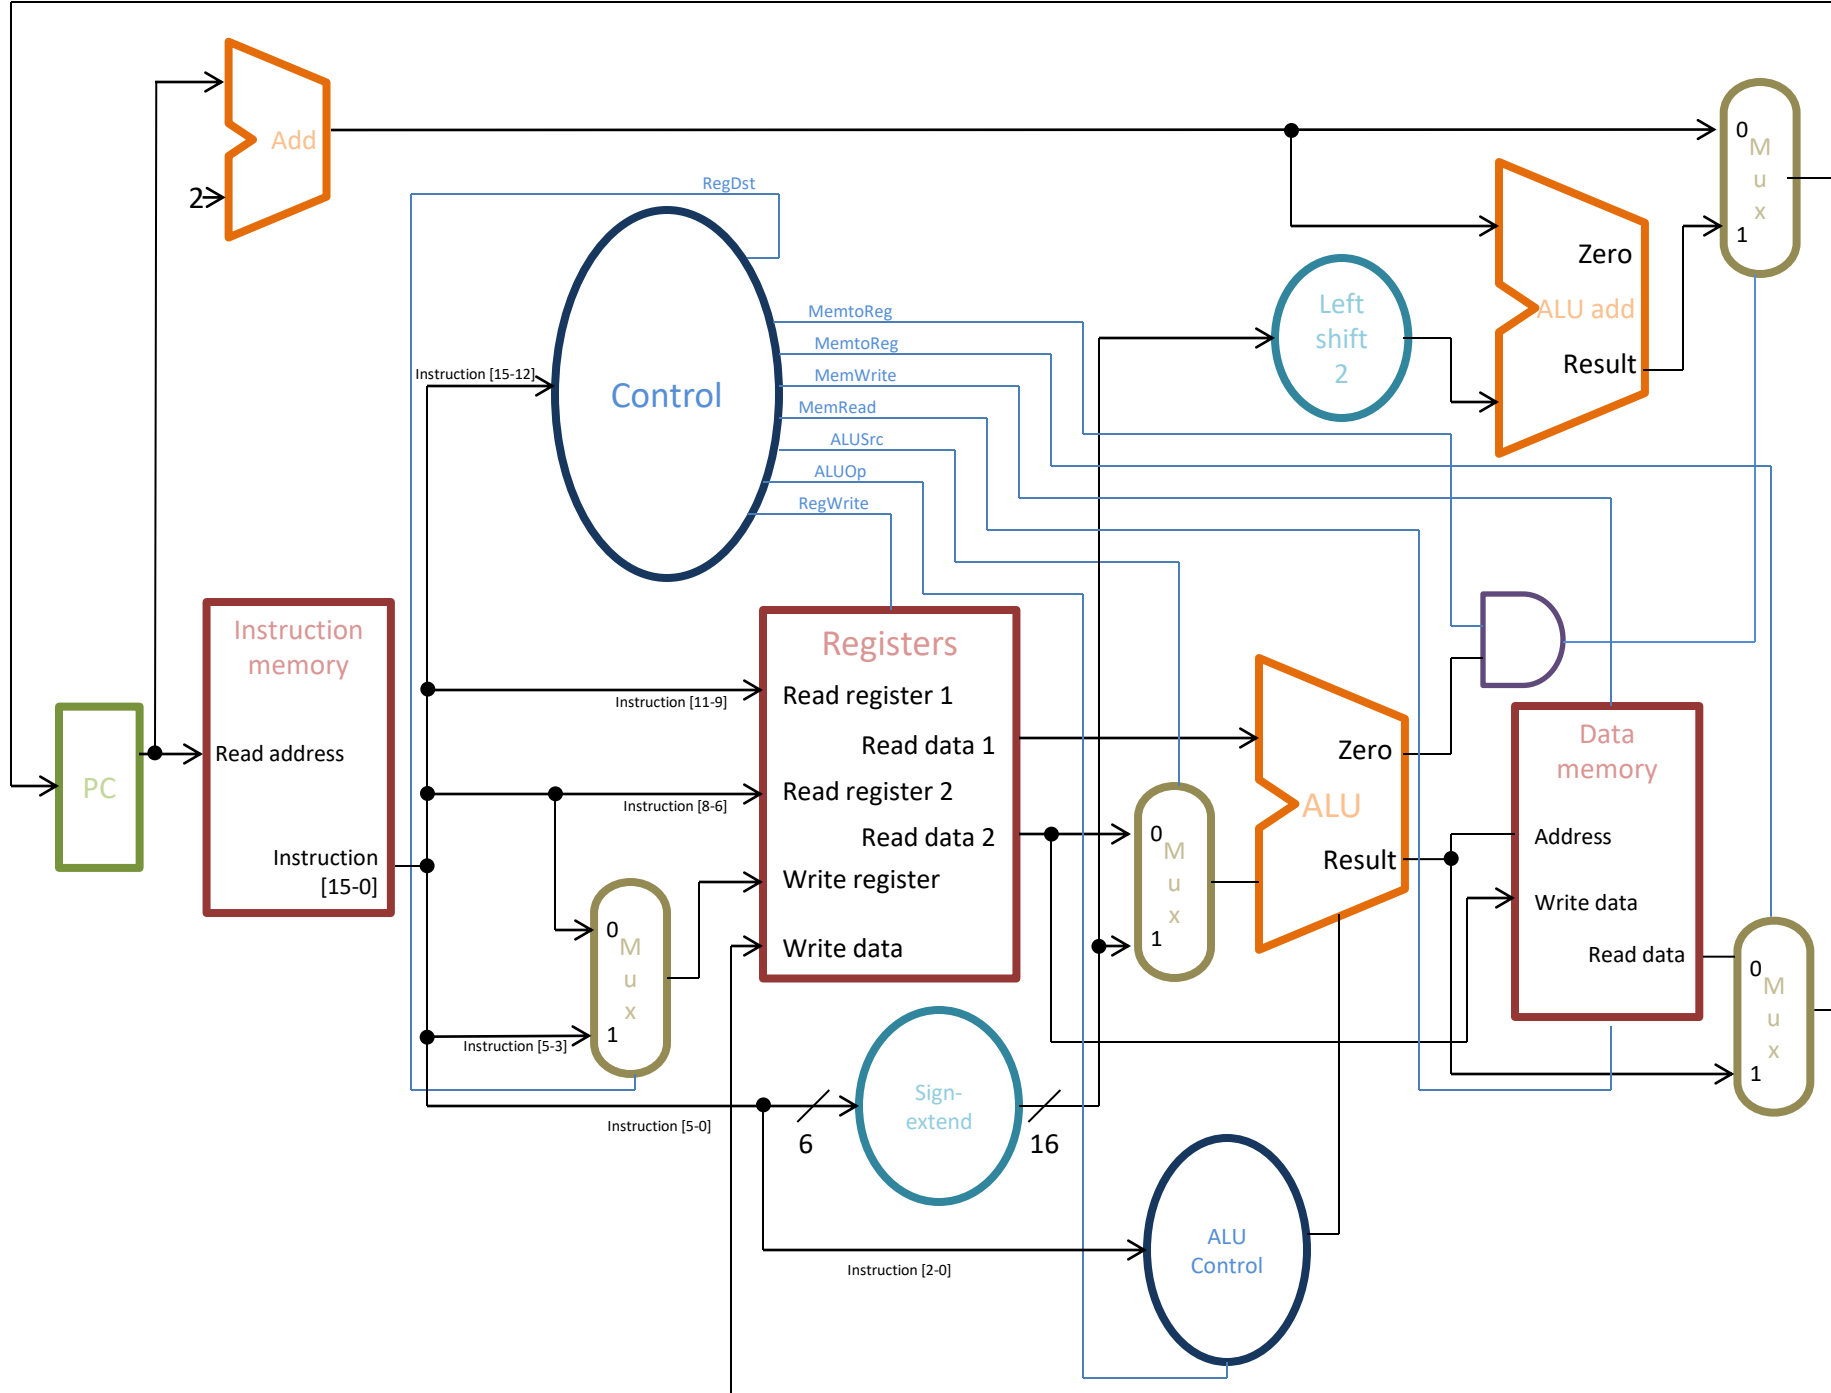 Add
2
RegDst
0
M
u
x
1
Zero
ALU add
Result
Left
shift
2
MemtoReg
MemtoReg
MemWrite
MemRead
ALUSrc
ALUOp
RegWrite
Instruction [15-12]
Control
Instruction
memory
Read address
Instruction
[15-0]
PC
Registers
Read register 1
Read data 1
Read register 2
Read data 2
Write register
Write data
Instruction [11-9]
Instruction [8-6]
0
M
u
x
1
Instruction [5-3]
Instruction [5-0]
6
Sign-
extend
16
0
M
u
x
1
Zero
ALU
Result
Data
memory
Address
Write data
Read data
0
M
u
x
1
ALU
Control
Instruction [2-0]